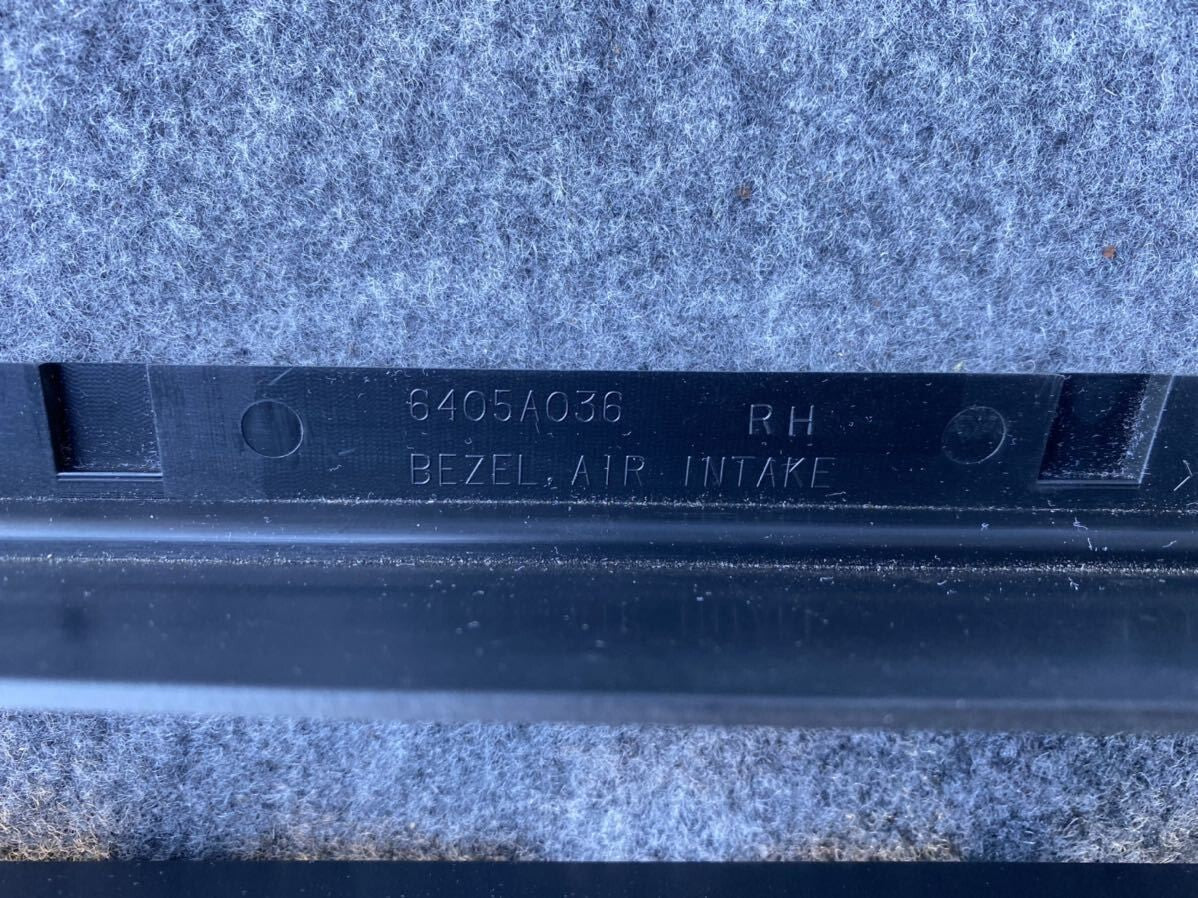 6405A036 RH
BEZEL,AIR INTAKE